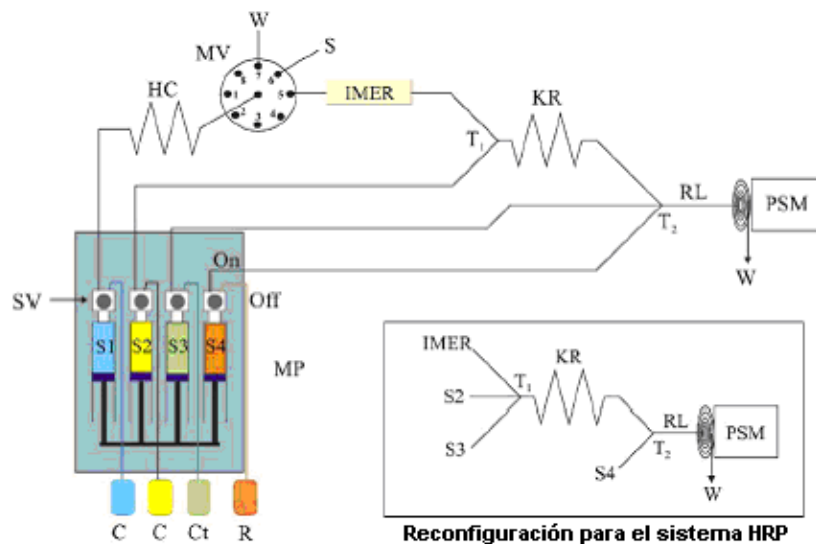 W
MV
S
HC
8 7 6
1 5
2 3 4
IMER
KR
T₁
RL
PSM
T₂
W
On
SV
Off
S1 S2 S3 S4
MP
C C Ct R
IMER
KR
T₁
S2
RL
PSM
S3
T₂
S4
W
Reconfiguración para el sistema HRP